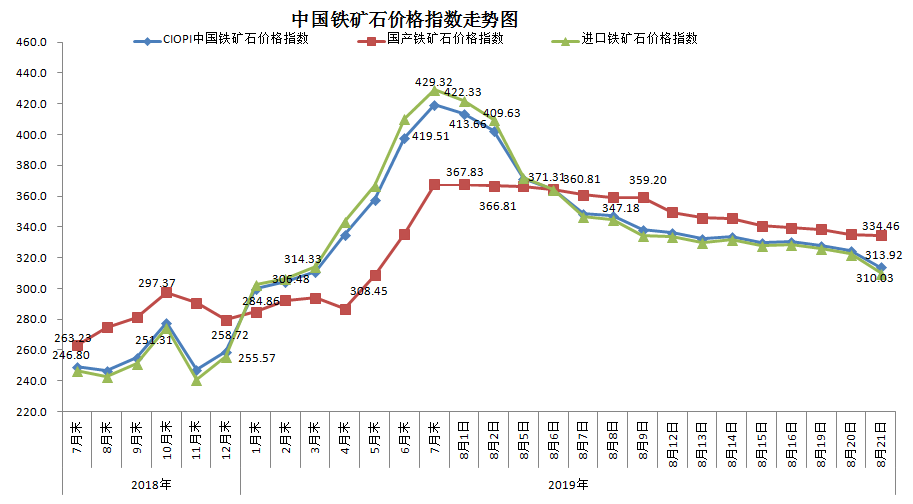 中国铁矿石价格指数走势图
CIOPI中国铁矿石价格指数
国产铁矿石价格指数
进口铁矿石价格指数
460.0
440.0
420.0
400.0
380.0
360.0
340.0
320.0
300.0
280.0
260.0
240.0
220.0
263.23
246.80
297.37
251.31
258.72
255.57
284.86
306.48
314.33
308.45
429.32
419.51
422.33
413.66
409.63
367.83
366.81
371.31
360.81
347.18
359.20
334.46
313.92
310.03
7月末
8月末
9月末
10月末
11月末
12月末
1月末
2月末
3月末
4月末
5月末
6月末
7月末
8月1日
8月2日
8月5日
8月6日
8月7日
8月8日
8月9日
8月12日
8月13日
8月14日
8月15日
8月16日
8月19日
8月20日
8月21日
2018年
2019年